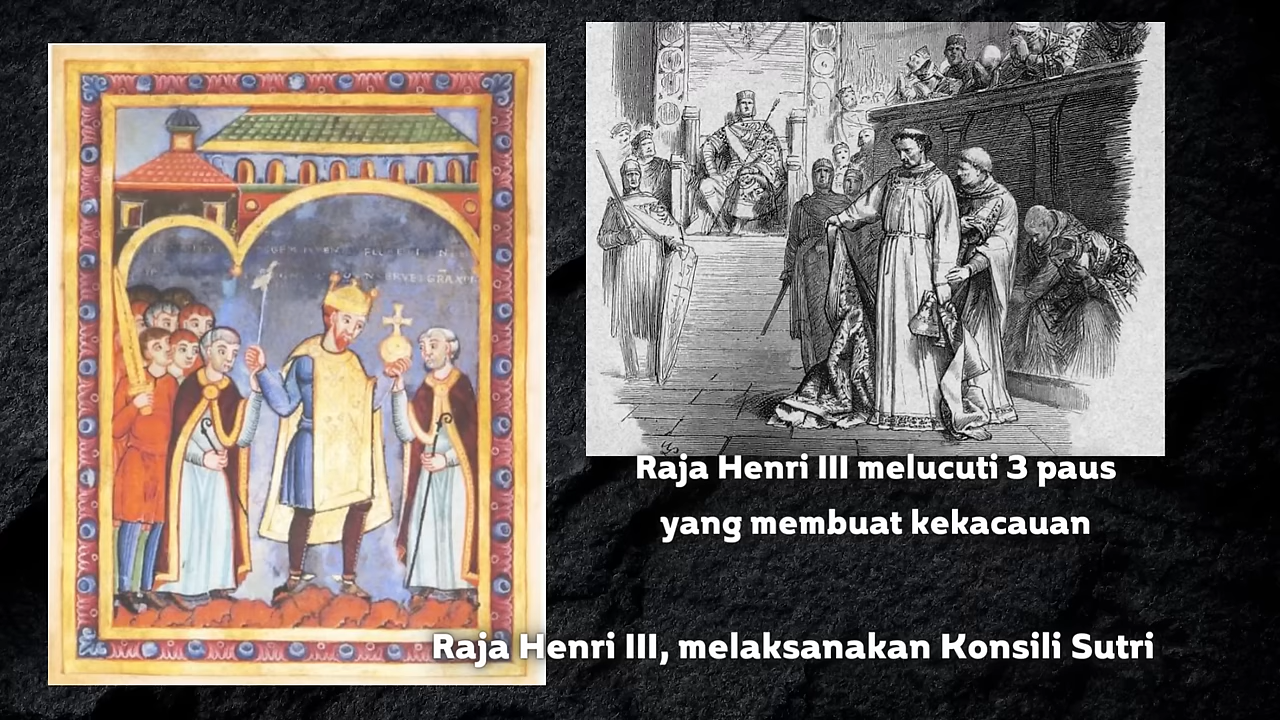 Raja Henri III melucuti 3 paus
yang membuat kekacauan
Raja Henri III, melaksanakan Konsili Sutri